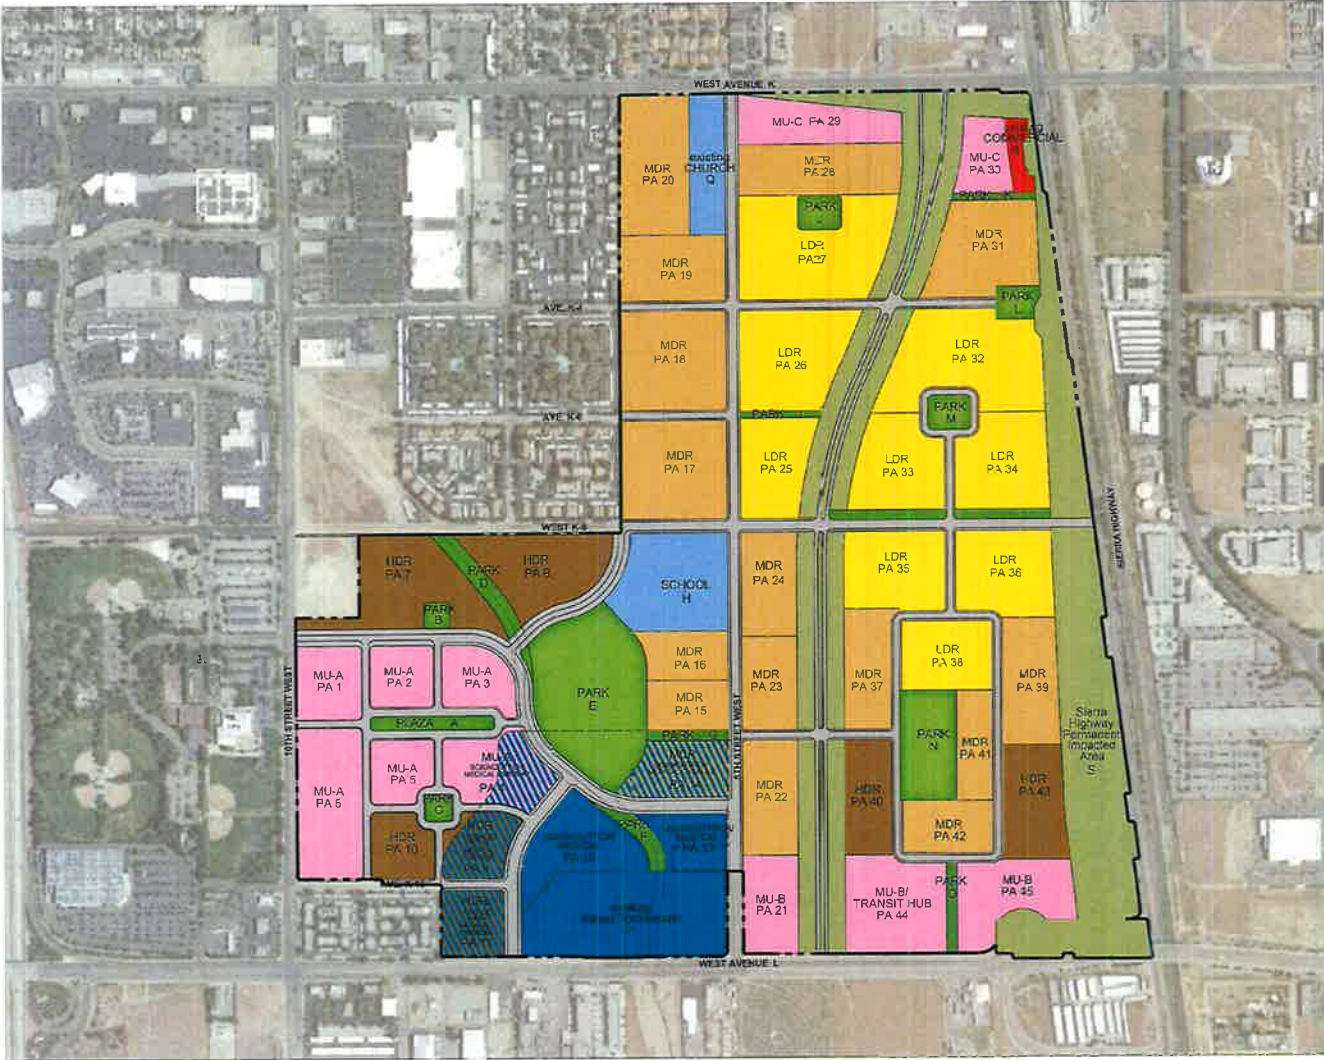 WEST AVENUE K
MU-C PA 29
existing
CHURCH
Q
COMMERCIAL
MU-C
PA 30
MDR
PA 20
MDR
PA 28
PARK K
PARK
J
LDR
PA 27
MDR
PA 31
MDR
PA 19
AVE. K-4
PARK
L
MDR
PA 18
LDR
PA 26
LDR
PA 32
AVE. K-6
PARK I
PARK
M
MDR
PA 17
LDR
PA 25
LDR
PA 33
LDR
PA 34
WEST K-8
SIERRA HIGHWAY
HDR
PA 7
PARK
D
HDR
PA 8
SCHOOL
H
MDR
PA 24
LDR
PA 35
LDR
PA 36
PARK
B
MU-A
PA 1
MU-A
PA 2
MU-A
PA 3
MDR
PA 16
MDR
PA 23
MDR
PA 37
LDR
PA 38
MDR
PA 39
PARK
E
MDR
PA 15
10TH STREET WEST
PLAZA A
5TH STREET WEST
PARK G
PARK
N
MDR
PA 41
Sierra
Highway
Permanent
Impacted
Area
S
MU-A
PA 5
MU-A
PA 6
PARK
C
MDR
PA 22
HDR
PA 40
HDR
PA 43
HDR
PA 10
PARK
F
MDR
PA 42
MU-B
PA 21
MU-B/
TRANSIT HUB
PA 44
PARK
O
MU-B
PA 45
WEST AVENUE L